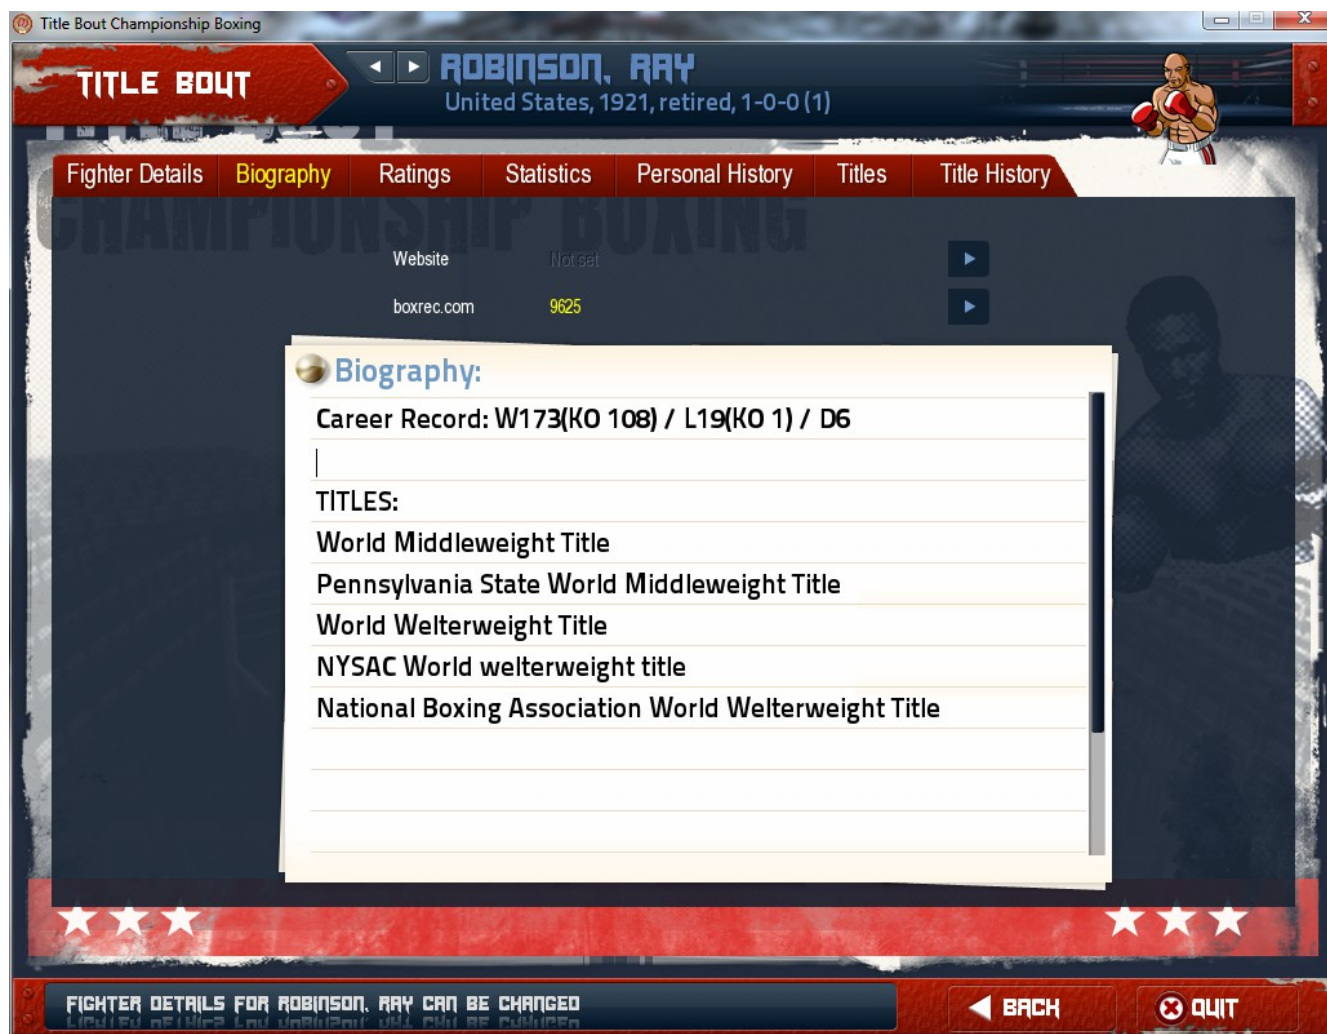 Title Bout Championship Boxing
TITLE BOUT
ROBINSON, RAY
United States, 1921, retired, 1-0-0 (1)
Fighter Details Biography Ratings Statistics Personal History Titles Title History
CHAMPIONSHIP BOXING
Website Not set
boxrec.com 9625
Biography:
Career Record: W173(KO 108) / L19(KO 1) / D6
TITLES:
World Middleweight Title
Pennsylvania State World Middleweight Title
World Welterweight Title
NYSAC World welterweight title
National Boxing Association World Welterweight Title
FIGHTER DETAILS FOR ROBINSON, RAY CAN BE CHANGED
BACK QUIT